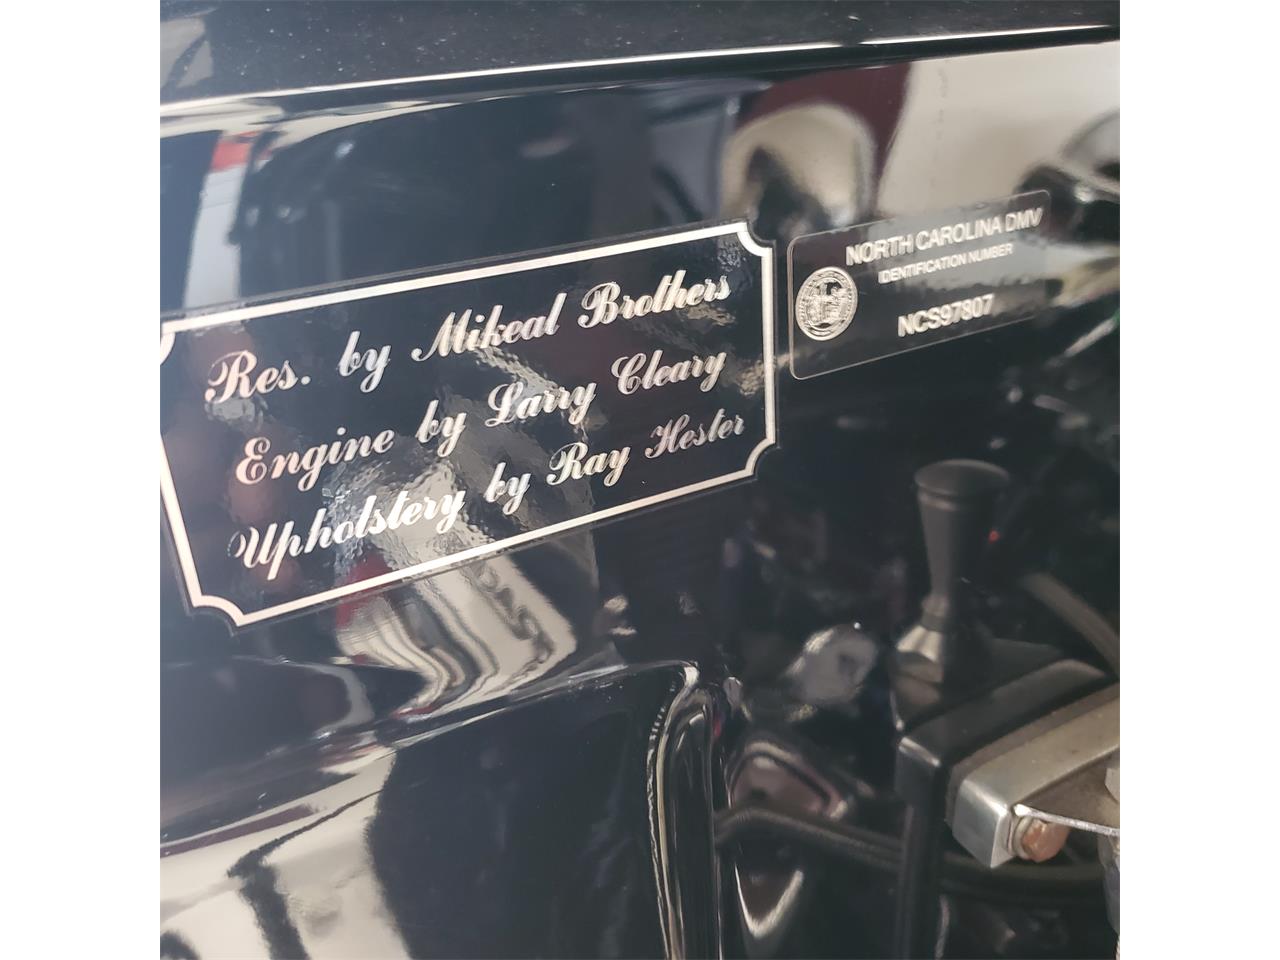 Res. by Mikeal Brothers
Engine by Larry Cleary
Upholstery by Ray Hester
NORTH CAROLINA DMV
IDENTIFICATION NUMBER
NCS97807